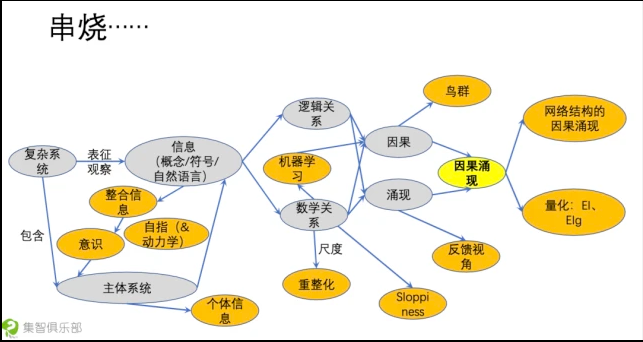 串烧……
鸟群
逻辑关
系
网络结构的
因果涌现
复杂系
统
表征
观察
信息
(概念/符号/
自然语言)
因果
机器学
习
因果涌
现
整合信
息
涌现
数学关
系
量化：EI、
EIg
自指(&
动力学)
包含
意识
尺度
反馈视
角
主体系统
重整化
个体信
息
Sloppi
ness
集智俱乐部